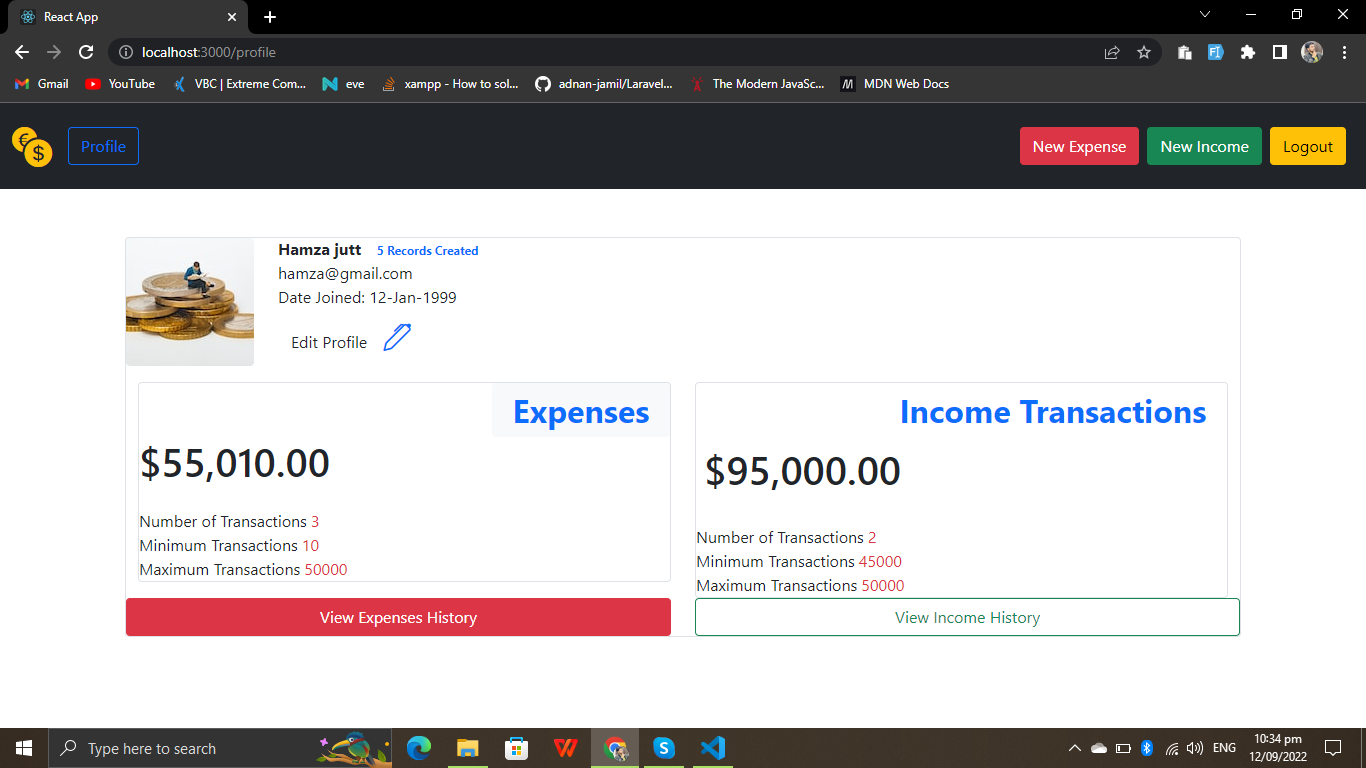 React App
localhost:3000/profile
Gmail
YouTube
VBC | Extreme Com...
eve
xampp - How to sol...
adnan-jamil/Laravel...
The Modern JavaSc...
MDN Web Docs
€
$
Profile
New Expense
New Income
Logout
Hamza jutt 5 Records Created
hamza@gmail.com
Date Joined: 12-Jan-1999
Edit Profile
Expenses
$55,010.00
Number of Transactions 3
Minimum Transactions 10
Maximum Transactions 50000
View Expenses History
Income Transactions
$95,000.00
Number of Transactions 2
Minimum Transactions 45000
Maximum Transactions 50000
View Income History
Type here to search
ENG
10:34 pm
12/09/2022